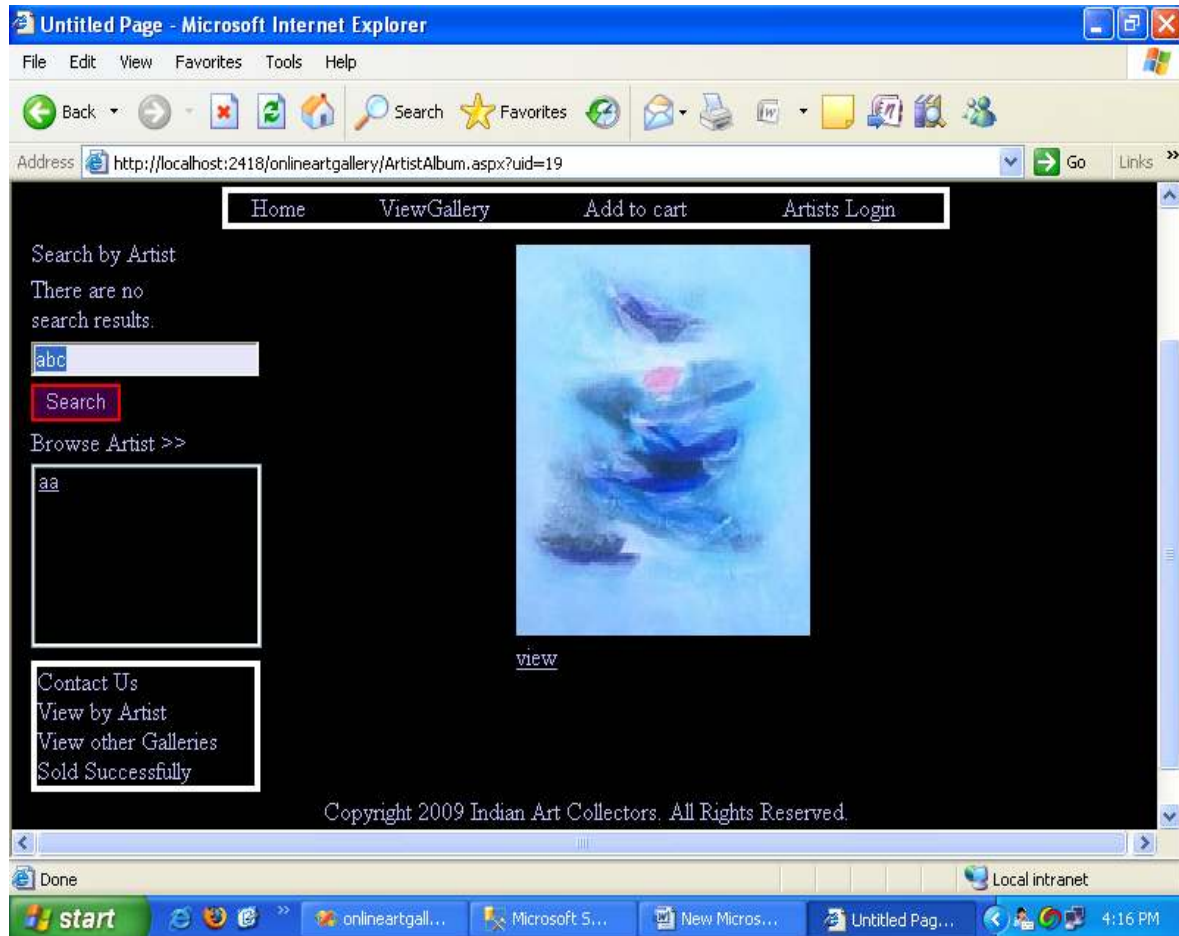 Untitled Page - Microsoft Internet Explorer
File Edit View Favorites Tools Help
Back Search Favorites
Address http://localhost:2418/onlineartgallery/ArtistAlbum.aspx?uid=19 Go Links »
Home ViewGallery Add to cart Artists Login
Search by Artist
There are no
search results.
abc
Search
Browse Artist >>
aa
view
Contact Us
View by Artist
View other Galleries
Sold Successfully
Copyright 2009 Indian Art Collectors. All Rights Reserved.
Done Local intranet
start » onlineartgall... Microsoft S... New Micros... Untitled Pag... 4:16 PM